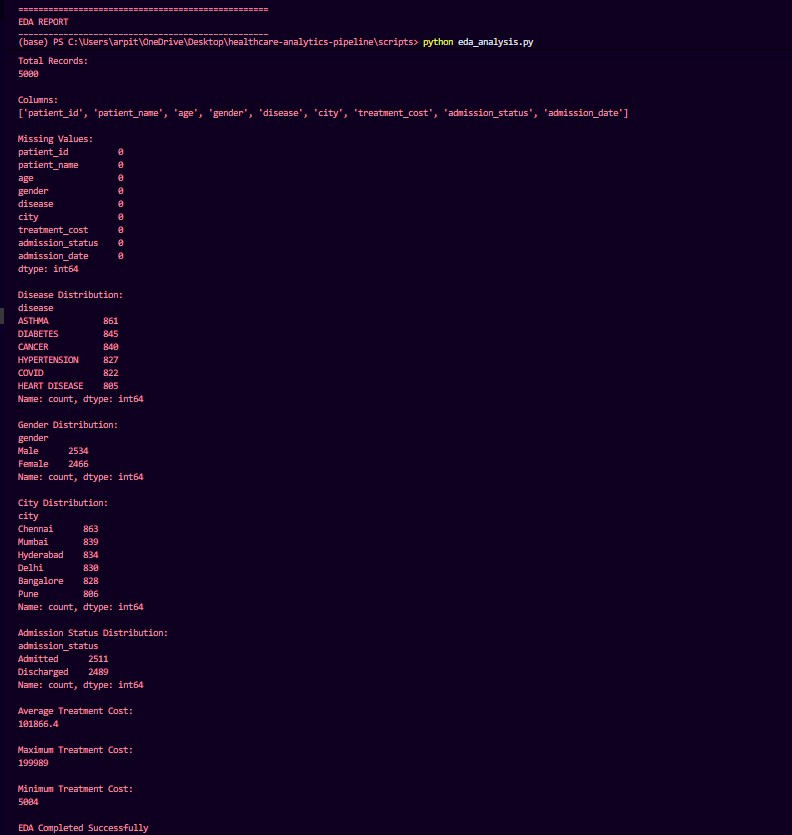 ==================================================
EDA REPORT
__________________________________________________
(base) PS C:\Users\arpit\OneDrive\Desktop\healthcare-analytics-pipeline\scripts> python eda_analysis.py
Total Records:
5000
Columns:
['patient_id', 'patient_name', 'age', 'gender', 'disease', 'city', 'treatment_cost', 'admission_status', 'admission_date']
Missing Values:
patient_id          0
patient_name        0
age                 0
gender              0
disease             0
city                0
treatment_cost      0
admission_status    0
admission_date      0
dtype: int64
Disease Distribution:
disease
ASTHMA           861
DIABETES         845
CANCER           840
HYPERTENSION     827
COVID            822
HEART DISEASE    805
Name: count, dtype: int64
Gender Distribution:
gender
Male      2534
Female    2466
Name: count, dtype: int64
City Distribution:
city
Chennai      863
Mumbai       839
Hyderabad    834
Delhi        830
Bangalore    828
Pune         806
Name: count, dtype: int64
Admission Status Distribution:
admission_status
Admitted      2511
Discharged    2489
Name: count, dtype: int64
Average Treatment Cost:
101866.4
Maximum Treatment Cost:
199989
Minimum Treatment Cost:
5004
EDA Completed Successfully